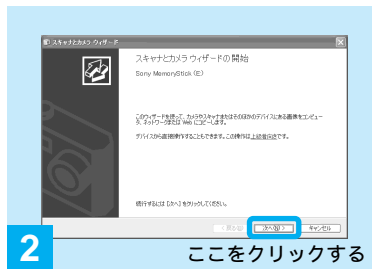 スキャナとカメラ ウィザード
スキャナとカメラ ウィザードの開始
Sony MemoryStick (E)
このウィザードを使って、カメラやスキャナまたはそのほかのデバイスにある画像をコンピュー
タ、ネットワークまたは Web にコピーします。
デバイスから直接操作することもできます。この操作は上級者向きです。
続行するには [次へ] をクリックしてください。
< 戻る(B) 次へ(N) > キャンセル
2 ここをクリックする